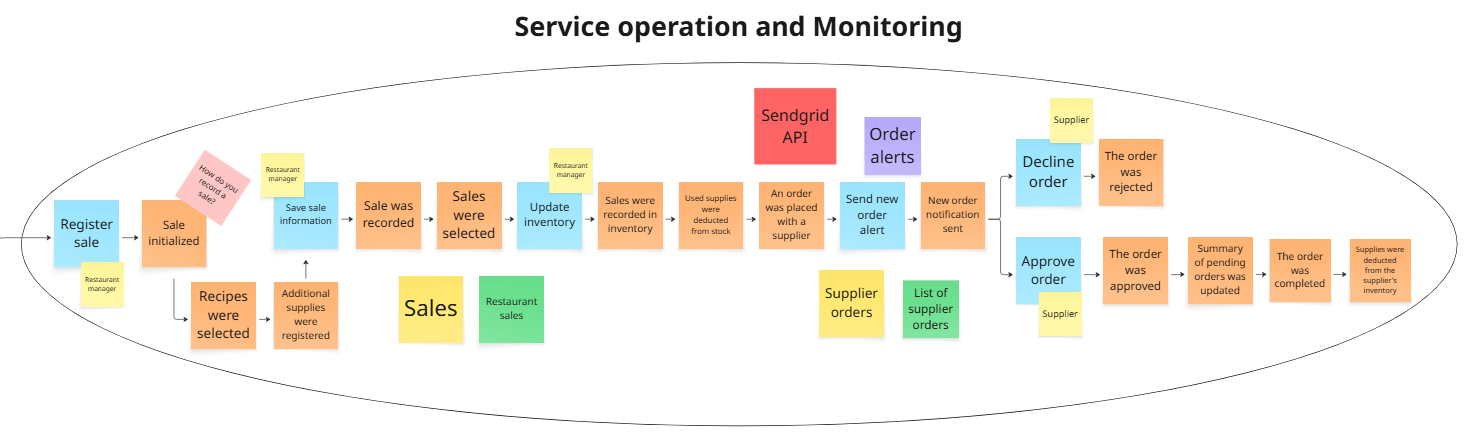 Service operation and Monitoring
Sendgrid
API
Order
alerts
Supplier
Decline
order
The order
was
rejected
How do you
record a
sale?
Restaurant
manager
Restaurant
manager
Register
sale
Sale
initialized
Save sale
information
Sale was
recorded
Sales
were
selected
Update
inventory
Sales were
recorded in
inventory
Used supplies
were
deducted
from stock
An order
was placed
with a
supplier
Send new
order
alert
New order
notification
sent
Approve
order
The order
was
approved
Summary
of pending
orders was
updated
The order
was
completed
Supplies were
deducted
from the
supplier's
inventory
Restaurant
manager
Recipes
were
selected
Additional
supplies
were
registered
Sales
Restaurant
sales
Supplier
orders
List of
supplier
orders
Supplier